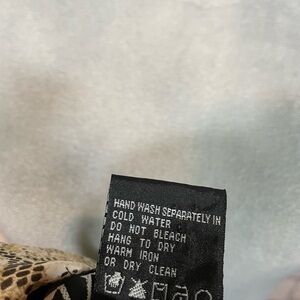 HAND WASH SEPARATELY IN
COLD WATER
DO NOT BLEACH
HANG TO DRY
WARM IRON
OR DRY CLEAN